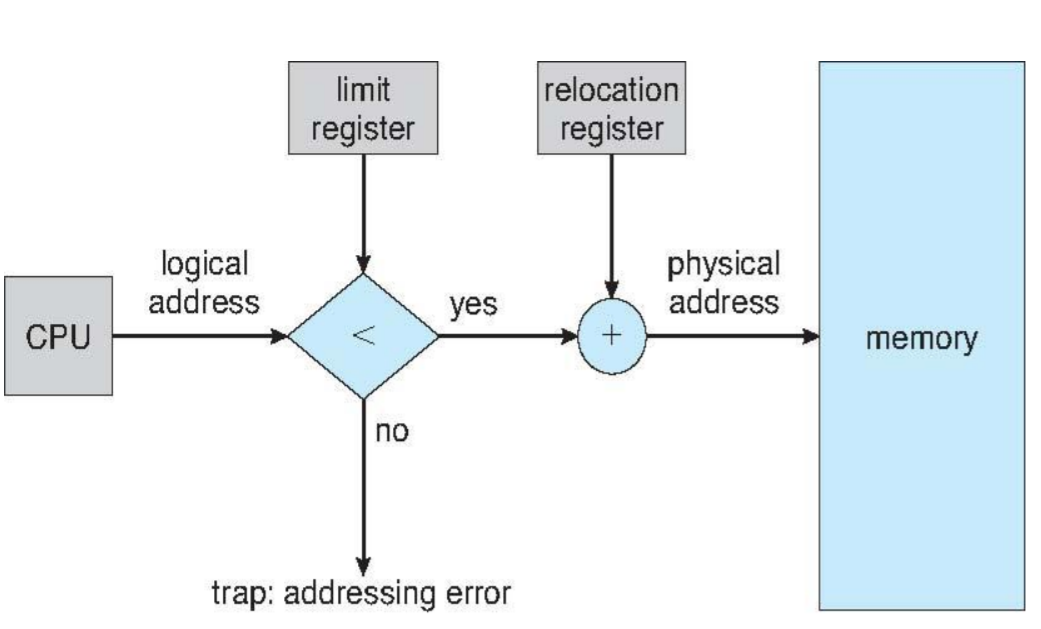 limit
register
relocation
register
logical
address
yes
physical
address
CPU
<
+
memory
no
trap: addressing error